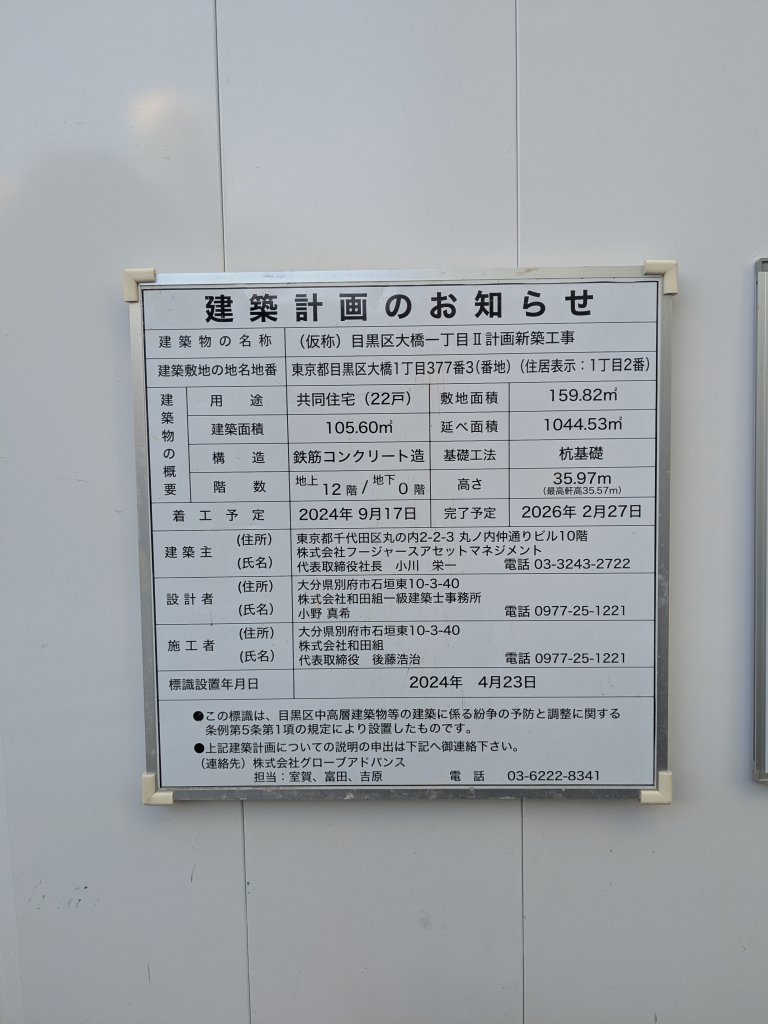 建築計画のお知らせ
建築物の名称 (仮称) 目黒区大橋一丁目Ⅱ計画新築工事
建築敷地の地名地番 東京都目黒区大橋1丁目377番3(番地) (住居表示：1丁目2番)
建築物の概要
用途 共同住宅 (22戸) 敷地面積 159.82㎡
建築面積 105.60㎡ 延べ面積 1044.53㎡
構造 鉄筋コンクリート造 基礎工法 杭基礎
階数 地上 12 階 / 地下 0 階 高さ 35.97m
(最高軒高35.57m)
着工予定 2024年 9月17日 完了予定 2026年 2月27日
建築主 (住所) 東京都千代田区丸の内2-2-3 丸ノ内仲通りビル10階
株式会社フージャースアセットマネジメント
(氏名) 代表取締役社長 小川 栄一 電話 03-3243-2722
設計者 (住所) 大分県別府市石垣東10-3-40
株式会社和田組一級建築士事務所
(氏名) 小野 真希 電話 0977-25-1221
施工者 (住所) 大分県別府市石垣東10-3-40
株式会社和田組
(氏名) 代表取締役 後藤浩治 電話 0977-25-1221
標識設置年月日 2024年 4月23日
●この標識は、目黒区中高層建築物等の建築に係る紛争の予防と調整に関する
条例第5条第1項の規定により設置したものです。
●上記建築計画についての説明の申出は下記へ御連絡下さい。
(連絡先) 株式会社グローブアドバンス
担当：室賀、富田、吉原 電話 03-6222-8341